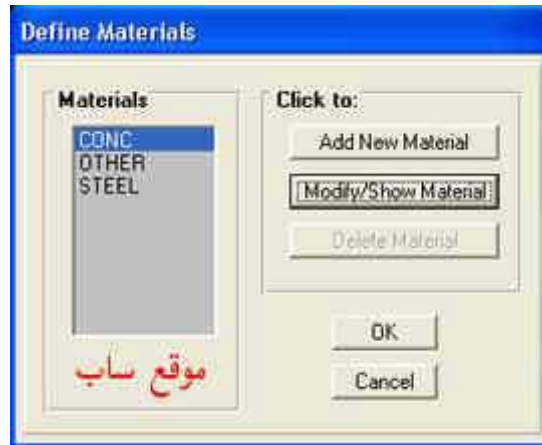 Define Materials
Materials
CONC
OTHER
STEEL
موقع ساب
Click to:
Add New Material
Modify/Show Material
Delete Material
OK
Cancel